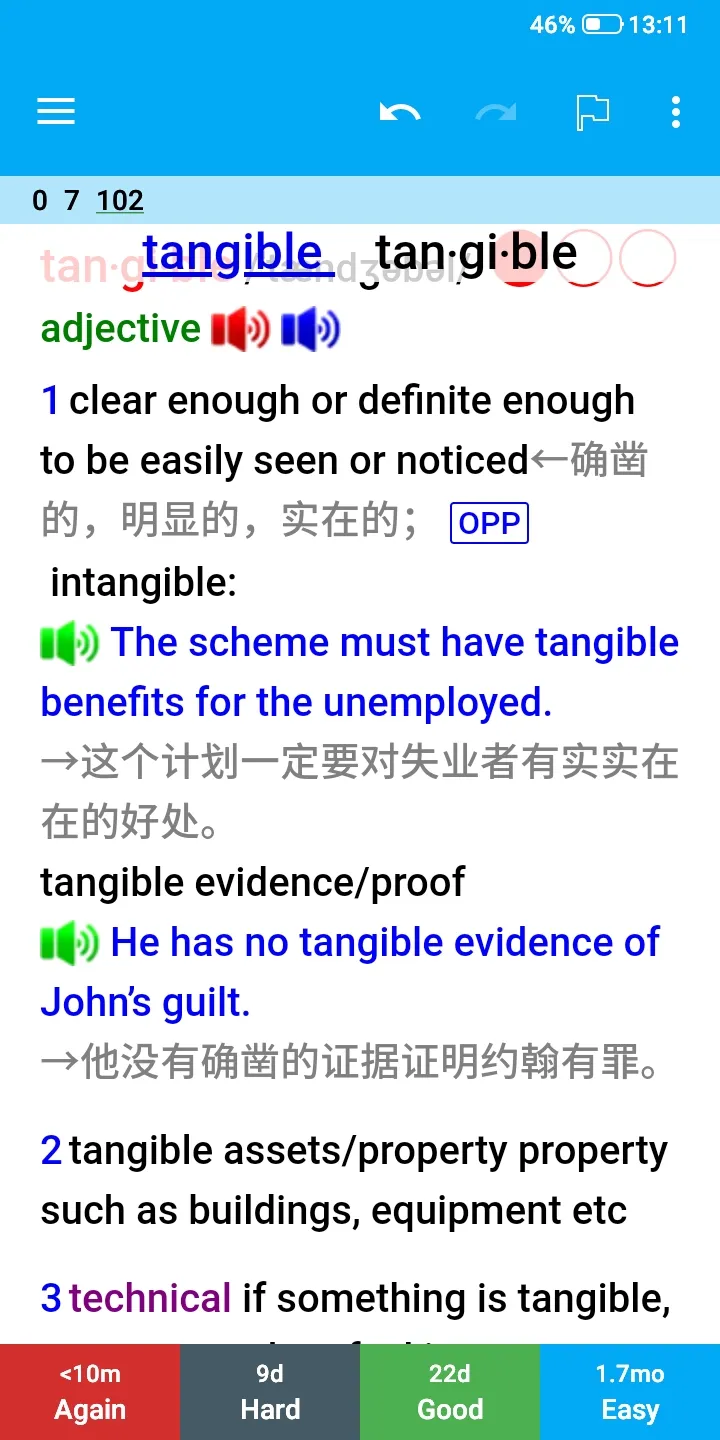 46% 13:11
0 7 102
tangible tan·gi·ble
adjective
1 clear enough or definite enough
to be easily seen or noticed←确凿
的，明显的，实在的； OPP
intangible:
The scheme must have tangible
benefits for the unemployed.
→这个计划一定要对失业者有实实在
在的好处。
tangible evidence/proof
He has no tangible evidence of
John’s guilt.
→他没有确凿的证据证明约翰有罪。
2 tangible assets/property property
such as buildings, equipment etc
3 technical if something is tangible,
<10m 9d 22d 1.7mo
Again Hard Good Easy